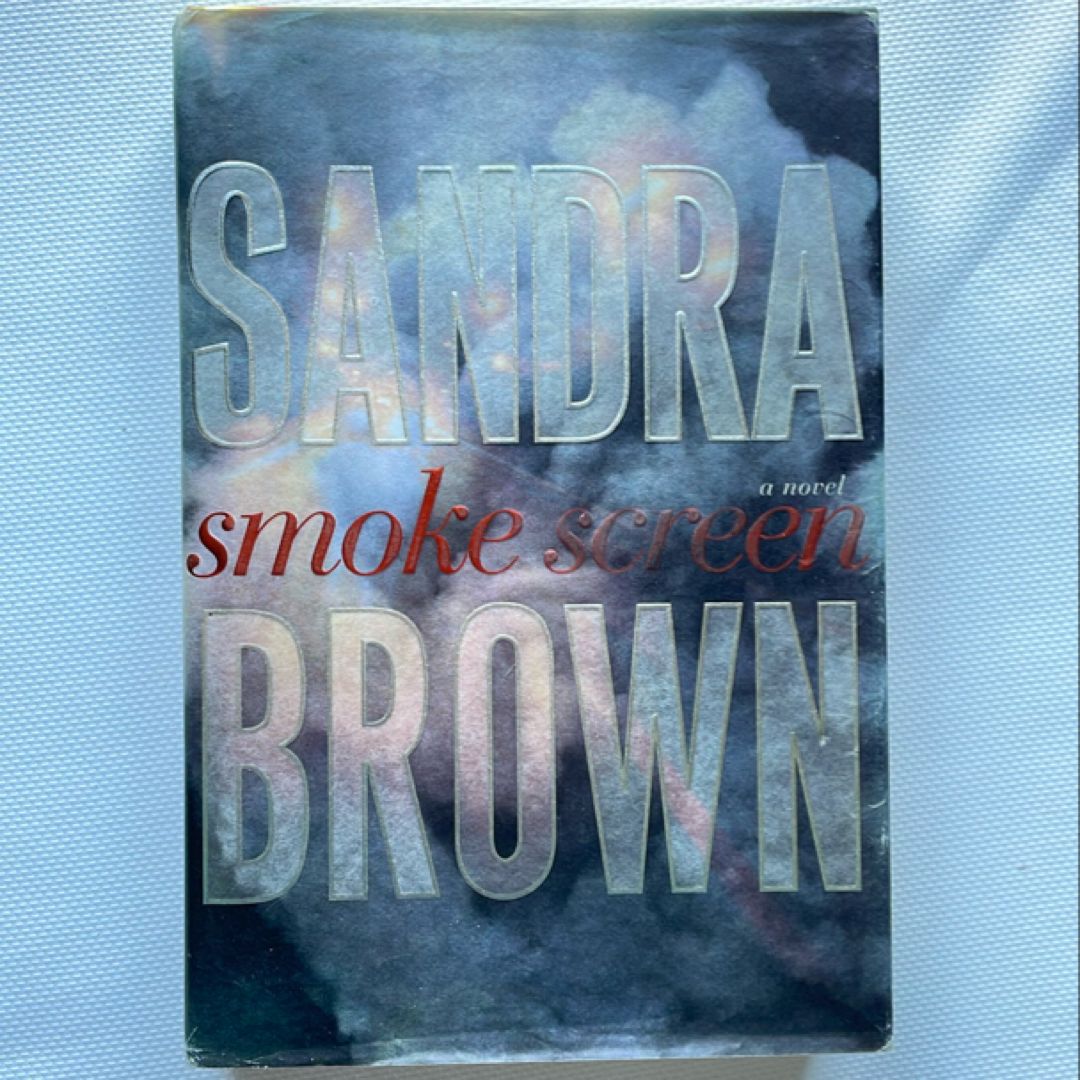 SANDRA
a novel
smoke screen
BROWN